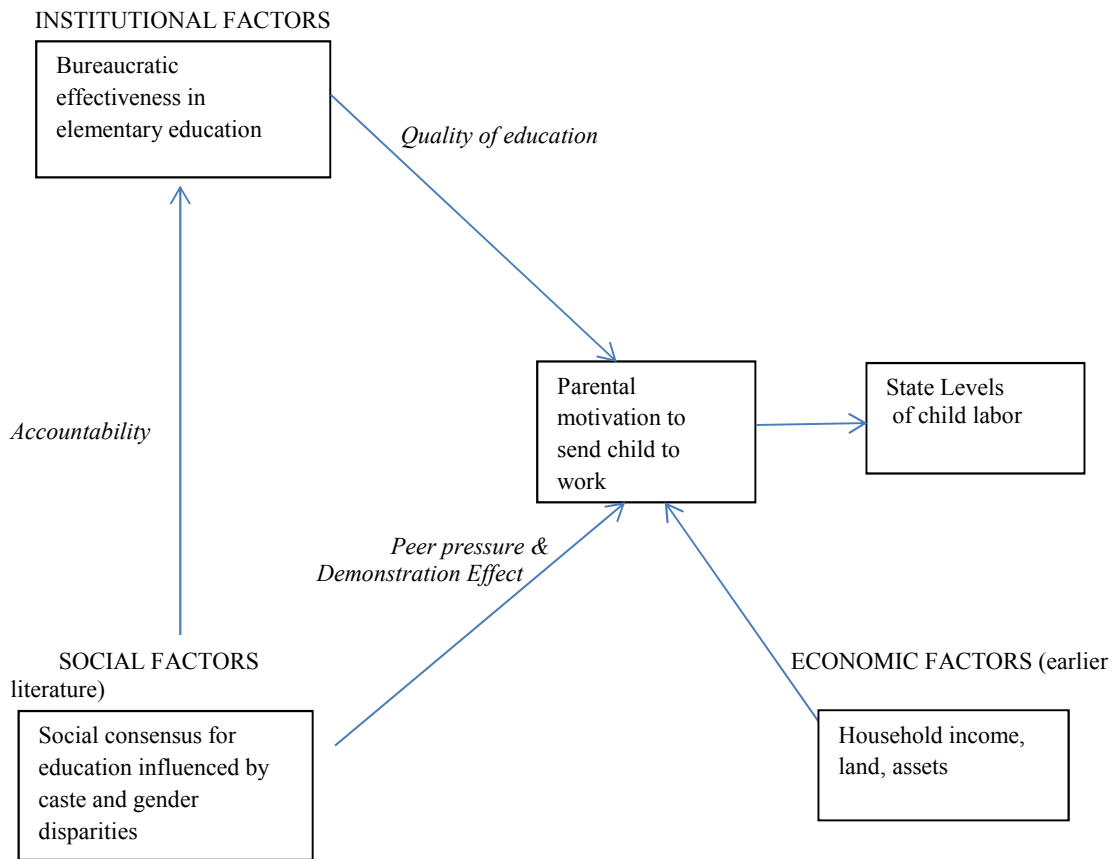 INSTITUTIONAL FACTORS
Bureaucratic
effectiveness in
elementary education
Quality of education
Parental
motivation to
send child to
work
State Levels
of child labor
Accountability
Peer pressure &
Demonstration Effect
SOCIAL FACTORS
ECONOMIC FACTORS (earlier
literature)
Social consensus for
education influenced by
caste and gender
disparities
Household income,
land, assets